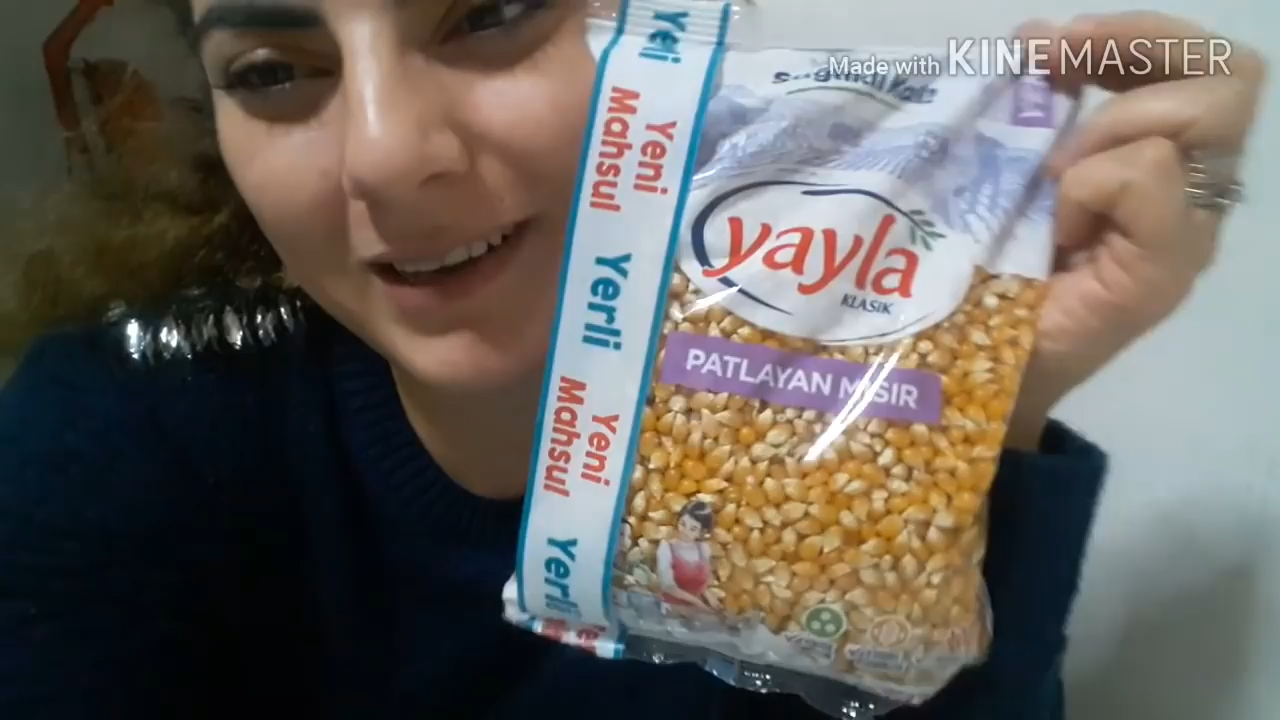 Made with KINEMASTER
yayla
KLASİK
PATLAYAN MISIR
Yeni
Mahsul
Yerli
Yeni
Mahsul
Yerli